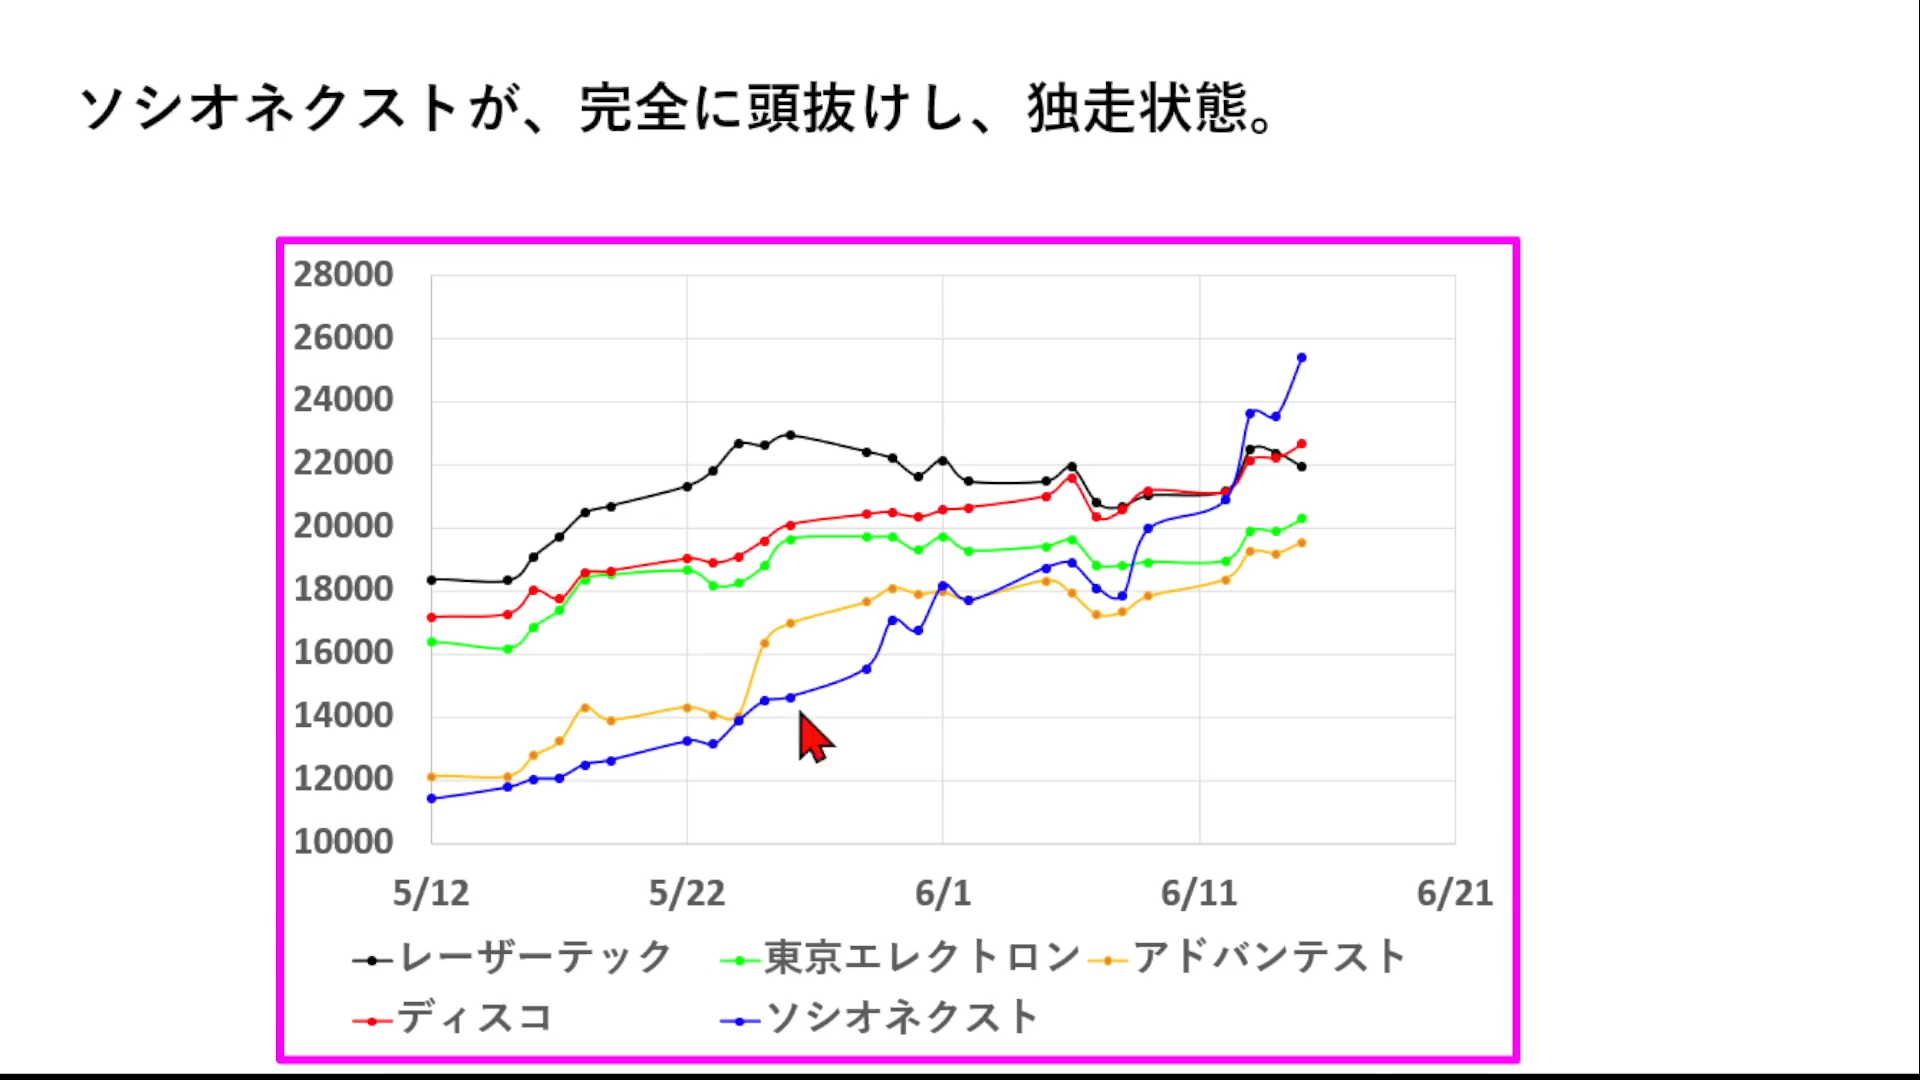 ソシオネクストが、完全に頭抜けし、独走状態。
28000
26000
24000
22000
20000
18000
16000
14000
12000
10000
5/12 5/22 6/1 6/11 6/21
レーザーテック 東京エレクトロン アドバンテスト
ディスコ ソシオネクスト